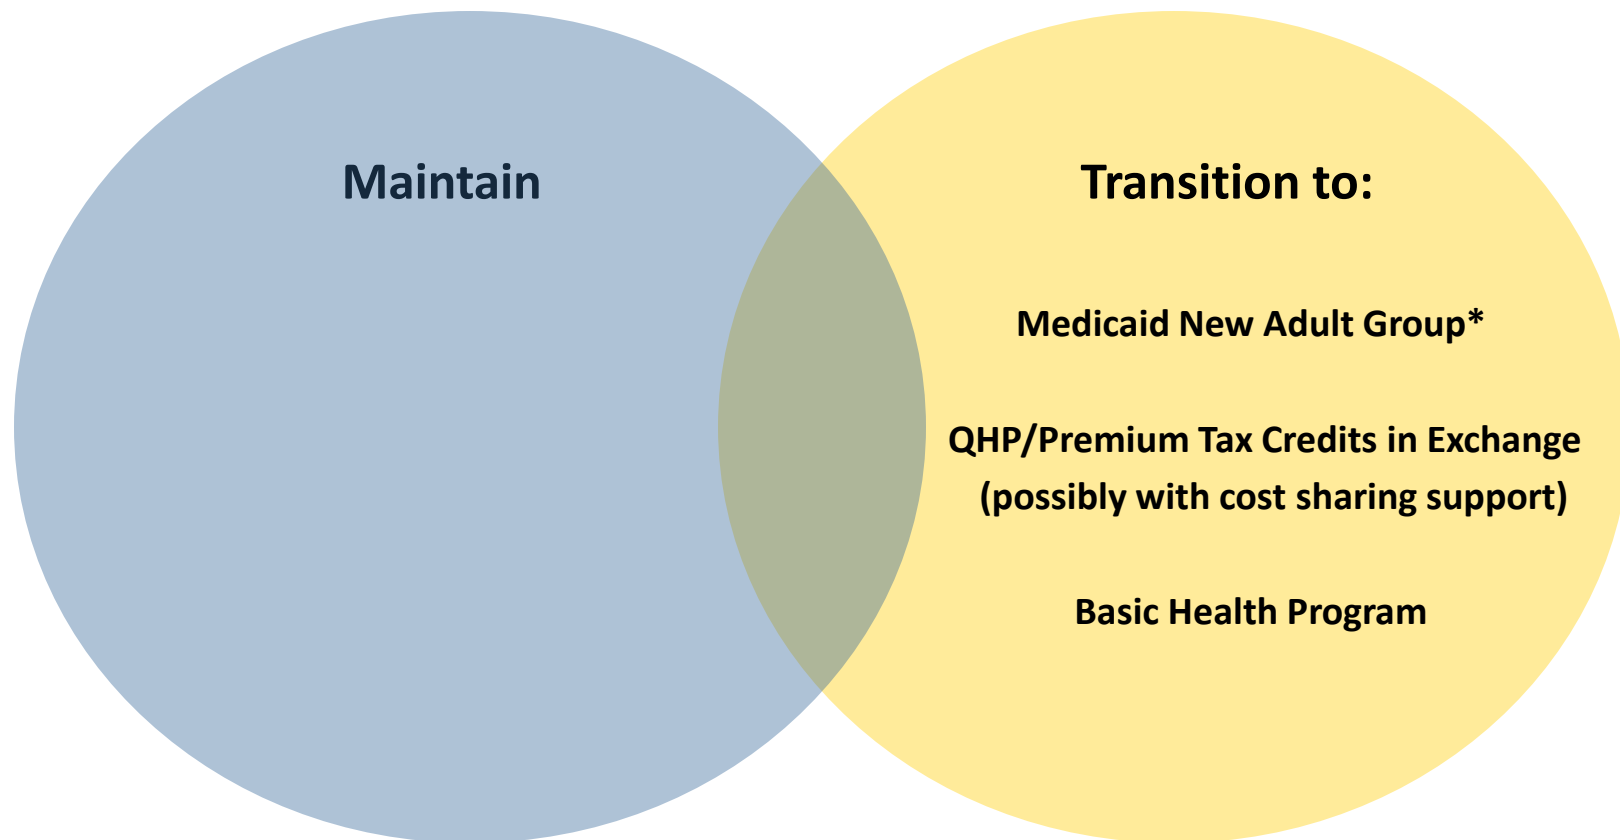 Maintain
Transition to:
Medicaid New Adult Group*
QHP/Premium Tax Credits in Exchange
(possibly with cost sharing support)
Basic Health Program